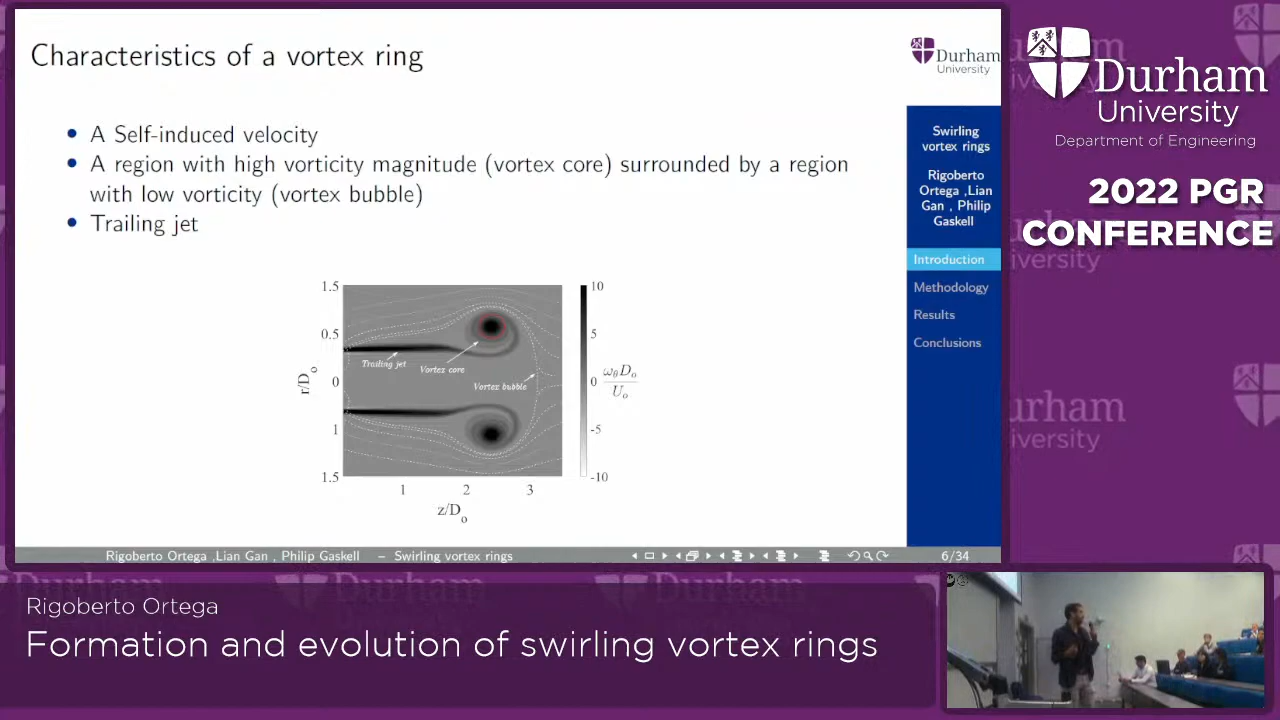 Characteristics of a vortex ring
Durham
University
• A Self-induced velocity
• A region with high vorticity magnitude (vortex core) surrounded by a region
with low vorticity (vortex bubble)
• Trailing jet
1.5
0.5
0
1
1.5
r/Do
Trailing jet
Vortex core
Vortex bubble
1 2 3
z/Do
10
5
0
-5
-10
ωθDo
Uo
Swirling
vortex rings
Rigoberto
Ortega ,Lian
Gan , Philip
Gaskell
Introduction
Methodology
Results
Conclusions
Rigoberto Ortega ,Lian Gan , Philip Gaskell – Swirling vortex rings
6/34
Durham
University
Department of Engineering
2022 PGR
CONFERENCE
Rigoberto Ortega
Formation and evolution of swirling vortex rings